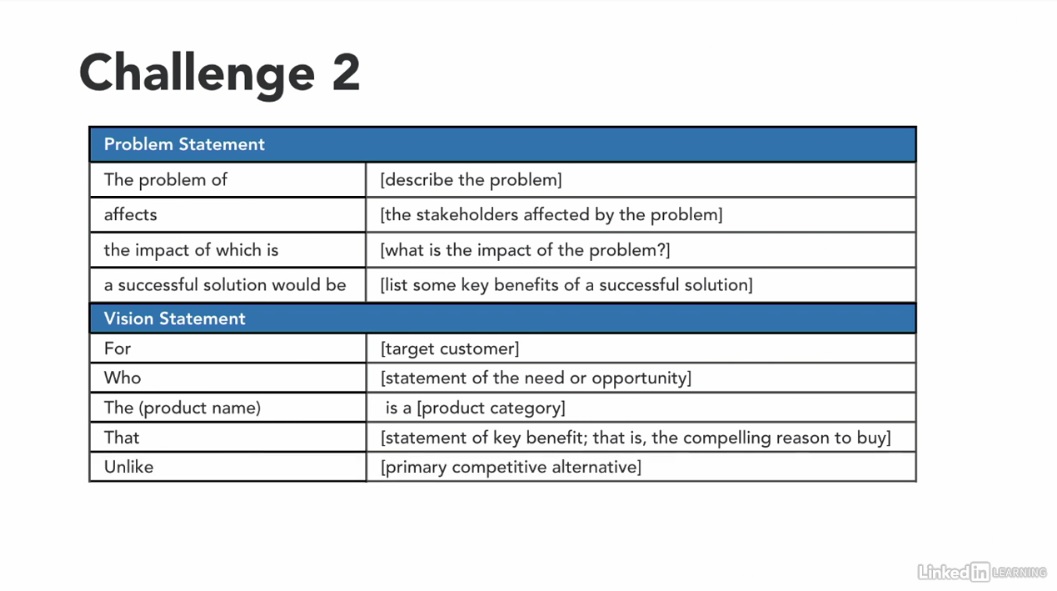 Challenge 2
Problem Statement
The problem of [describe the problem]
affects [the stakeholders affected by the problem]
the impact of which is [what is the impact of the problem?]
a successful solution would be [list some key benefits of a successful solution]
Vision Statement
For [target customer]
Who [statement of the need or opportunity]
The (product name) is a [product category]
That [statement of key benefit; that is, the compelling reason to buy]
Unlike [primary competitive alternative]
Linked in LEARNING